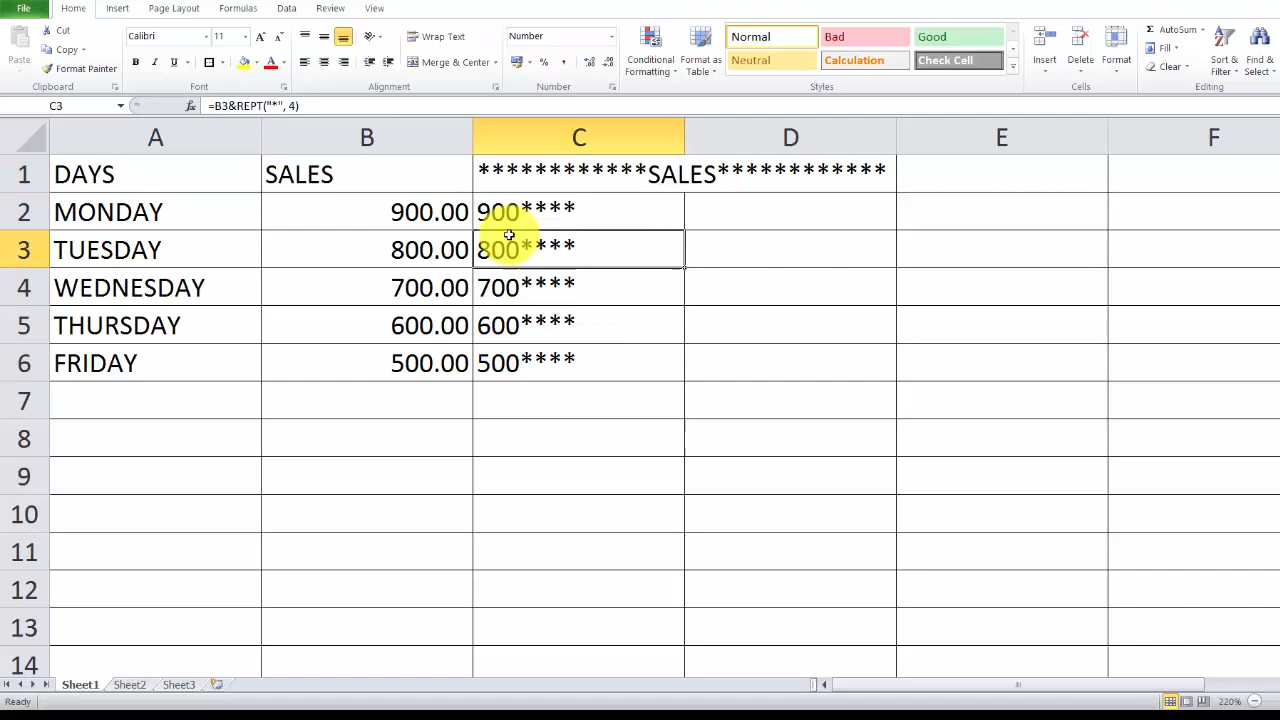 File Home Insert Page Layout Formulas Data Review View
Cut
Copy
Format Painter
Paste
Clipboard
Calibri 11
B I U
Font
Wrap Text
Merge & Center
Alignment
Number
Number
Conditional Formatting
Format as Table
Normal Bad Good
Neutral Calculation Check Cell
Styles
Insert Delete Format
Cells
AutoSum
Fill
Clear
Sort & Filter
Find & Select
Editing
C3 fx =B3&REPT("*", 4)
A B C D E F
1 DAYS SALES ************SALES************
2 MONDAY 900.00 900****
3 TUESDAY 800.00 800****
4 WEDNESDAY 700.00 700****
5 THURSDAY 600.00 600****
6 FRIDAY 500.00 500****
7
8
9
10
11
12
13
14
Sheet1 Sheet2 Sheet3
Ready 220%